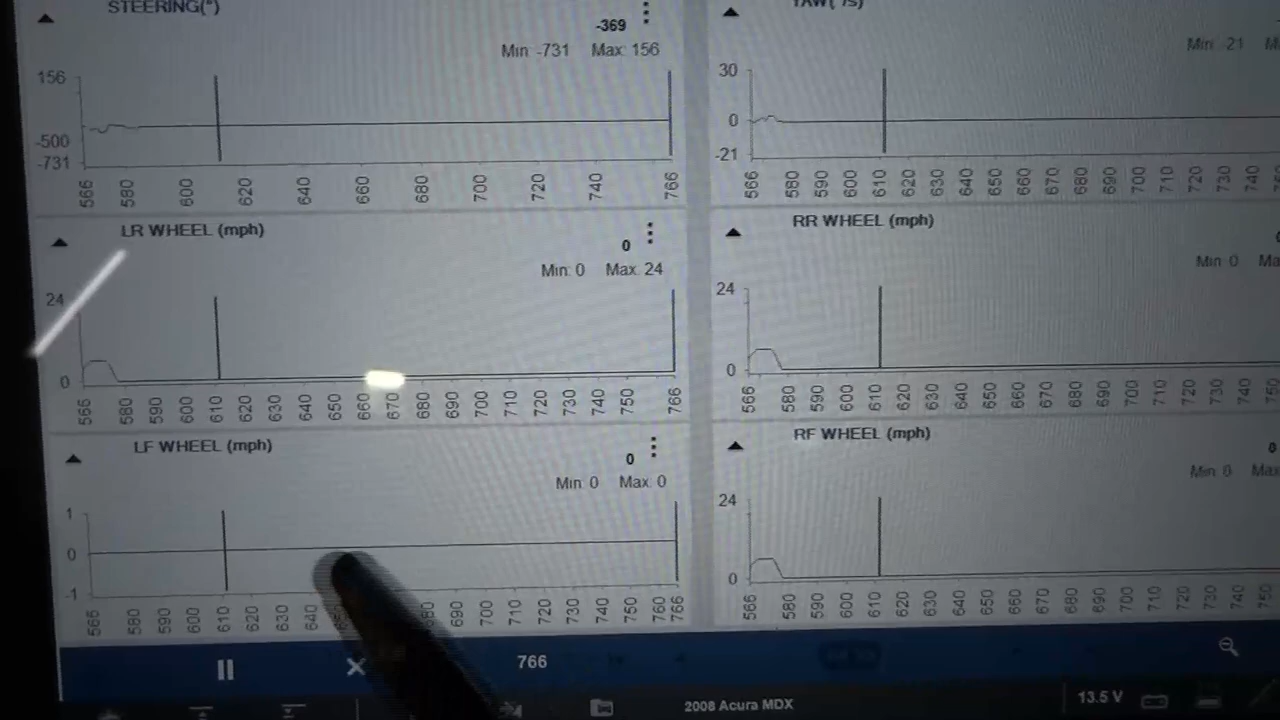 STEERING(°)
-369
Min: -731 Max: 156
156
-500
-731
566 580 600 620 640 660 680 700 720 740 766
Min: -21
30
0
-21
566 580 590 600 610 620 630 640 650 660 670 680 690 700 710 720 730 740
LR WHEEL (mph)
0
Min: 0 Max: 24
24
0
565 580 590 600 610 620 630 640 650 660 670 680 690 700 710 720 730 740 750 766
RR WHEEL (mph)
Min: 0
24
0
566 580 590 600 610 620 630 640 650 660 670 680 690 700 710 720 730 740 750
LF WHEEL (mph)
0
Min: 0 Max: 0
1
0
-1
565 580 590 600 610 620 630 640 680 690 700 710 720 730 740 750 760 766
RF WHEEL (mph)
0
Min: 0
24
0
566 580 590 600 610 620 630 640 650 660 670 680 690 700 710 720 730 740 750
766
2008 Acura MDX
13.5 V